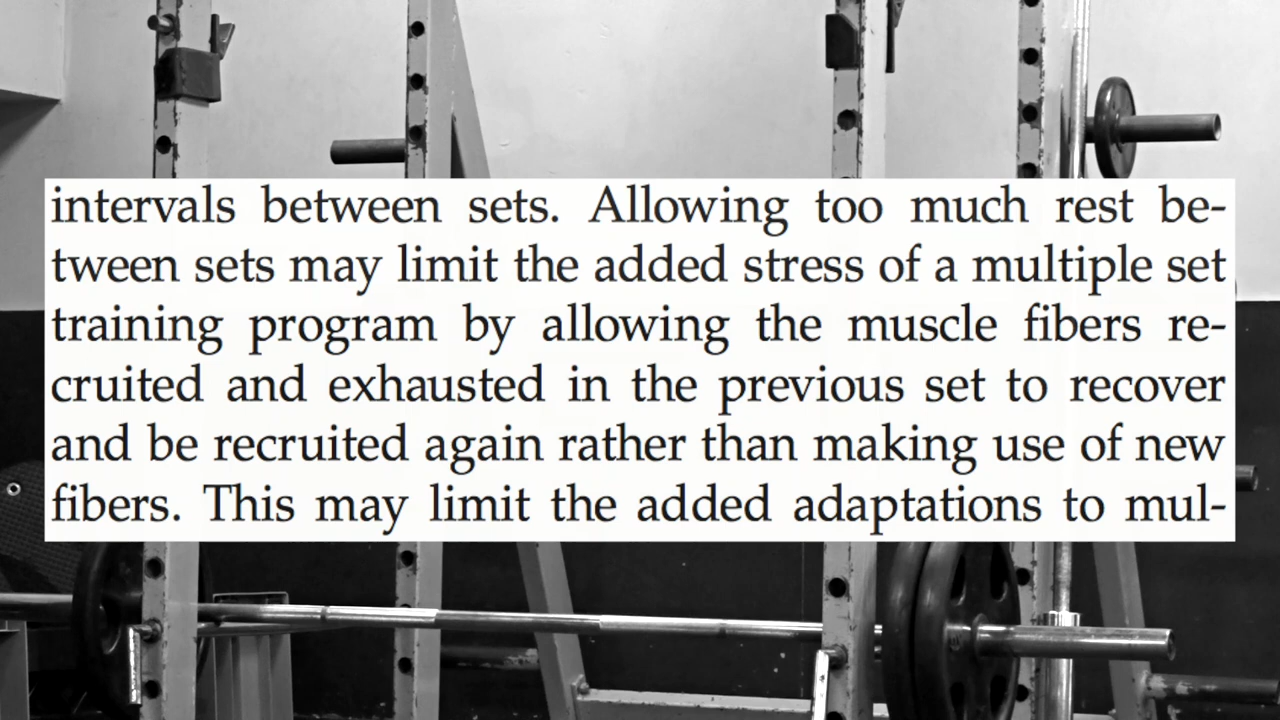 intervals between sets. Allowing too much rest be-
tween sets may limit the added stress of a multiple set
training program by allowing the muscle fibers re-
cruited and exhausted in the previous set to recover
and be recruited again rather than making use of new
fibers. This may limit the added adaptations to mul-